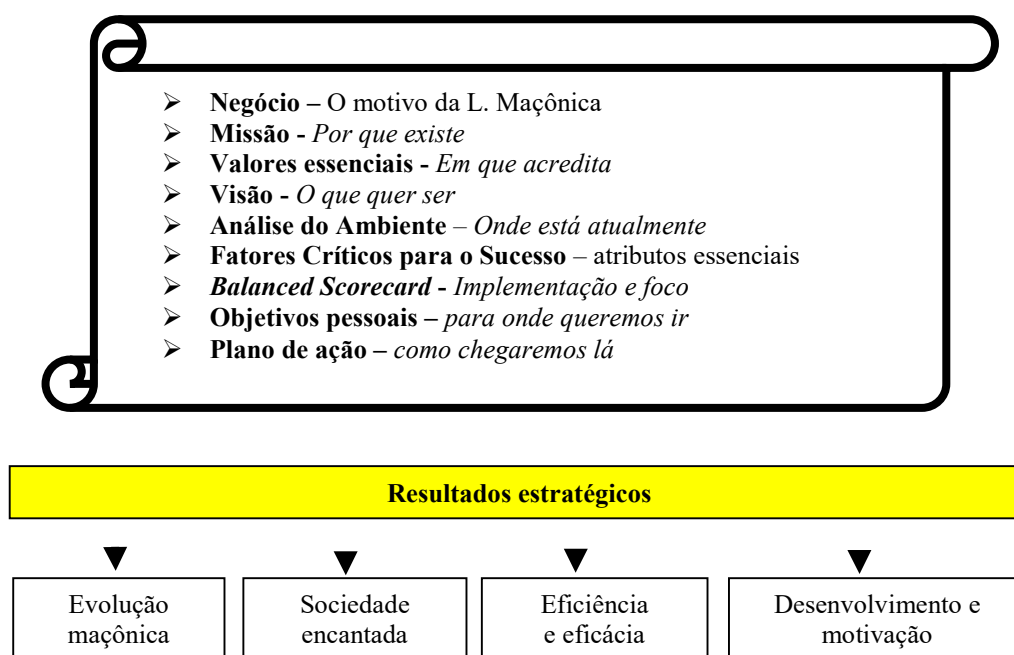 ➢ Negócio – O motivo da L. Maçônica
➢ Missão - Por que existe
➢ Valores essenciais - Em que acredita
➢ Visão - O que quer ser
➢ Análise do Ambiente – Onde está atualmente
➢ Fatores Críticos para o Sucesso – atributos essenciais
➢ Balanced Scorecard - Implementação e foco
➢ Objetivos pessoais – para onde queremos ir
➢ Plano de ação – como chegaremos lá
Resultados estratégicos
Evolução
maçônica
Sociedade
encantada
Eficiência
e eficácia
Desenvolvimento e
motivação